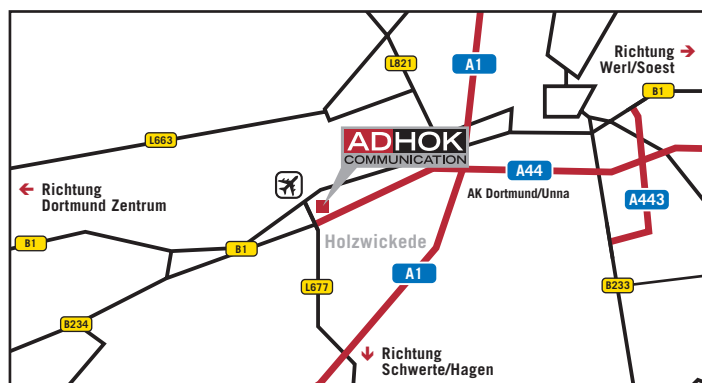 L821
A1
Richtung
Werl/Soest
B1
L663
ADHOK
COMMUNICATION
A44
AK Dortmund/Unna
Richtung
Dortmund Zentrum
A443
B1
B1
Holzwickede
A1
L677
B233
B234
Richtung
Schwerte/Hagen